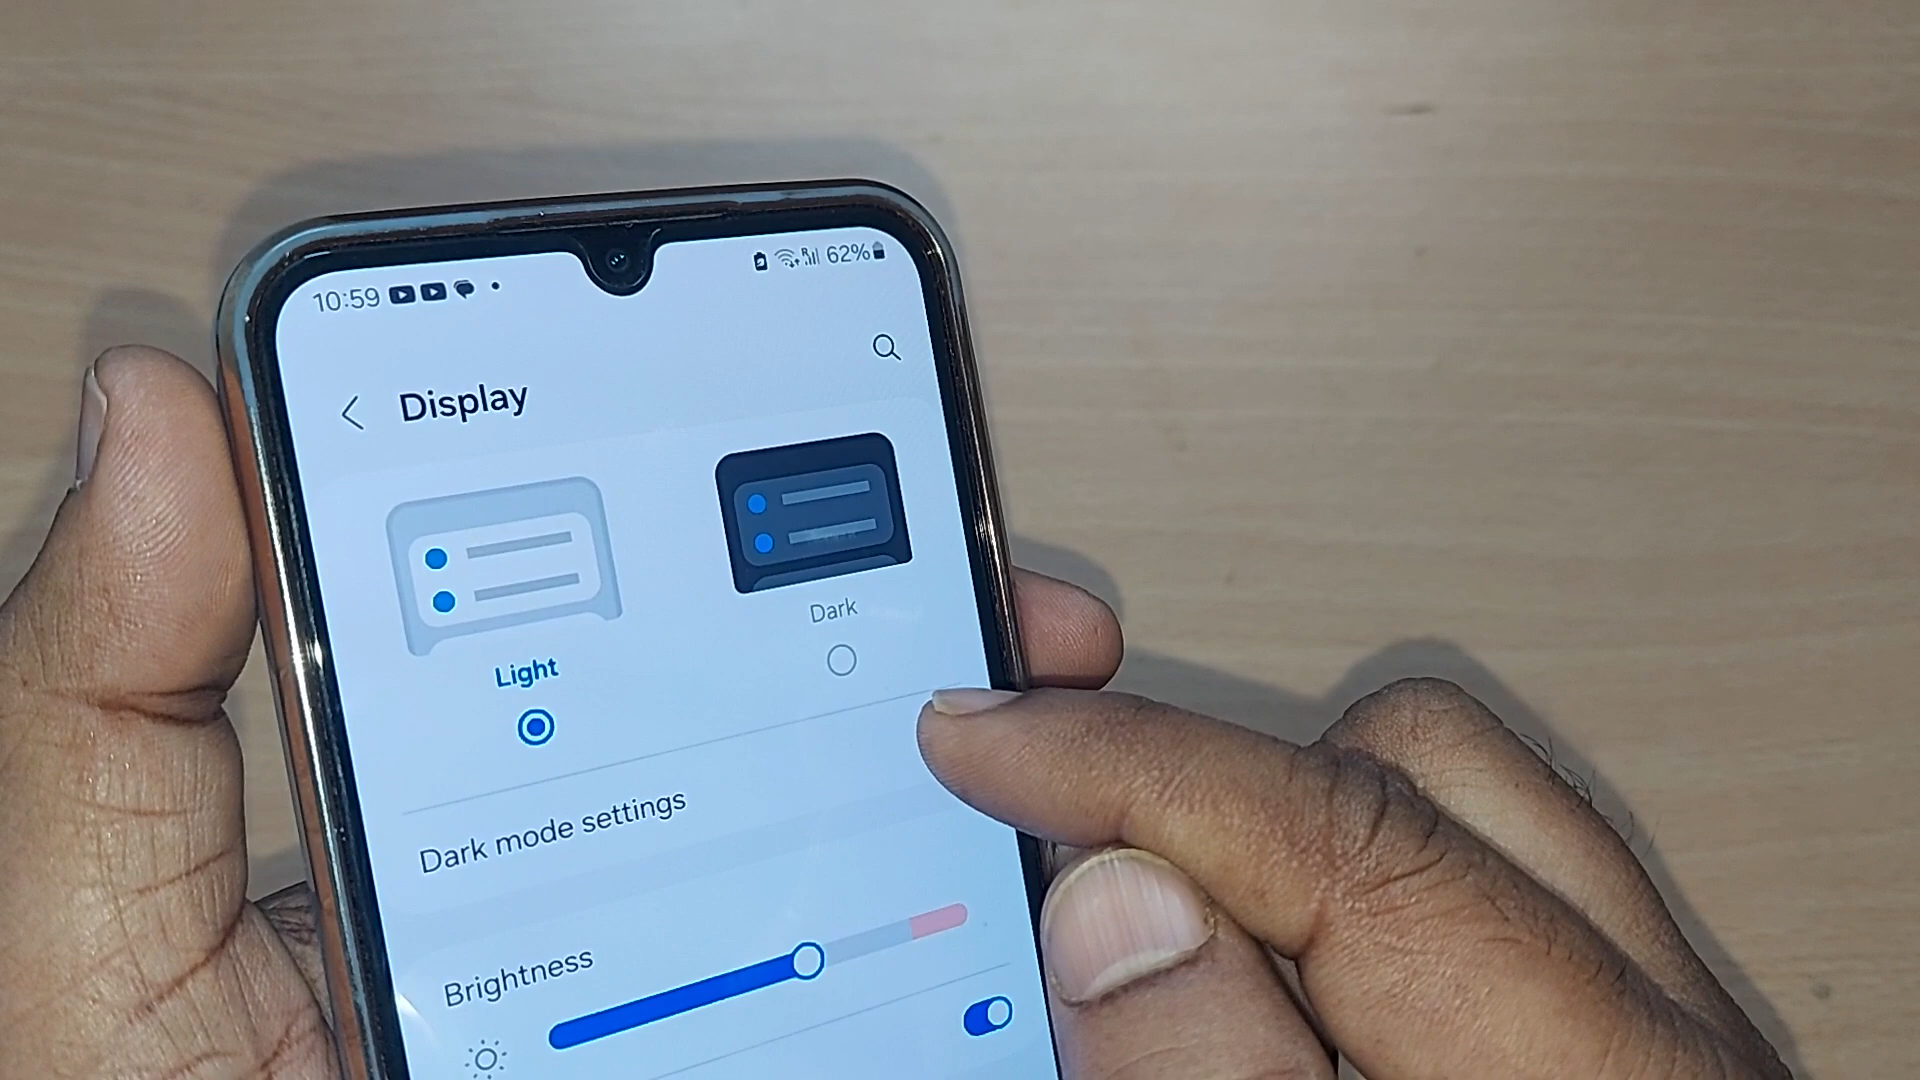 10:59
R 62%
Display
Light
Dark
Dark mode settings
Brightness